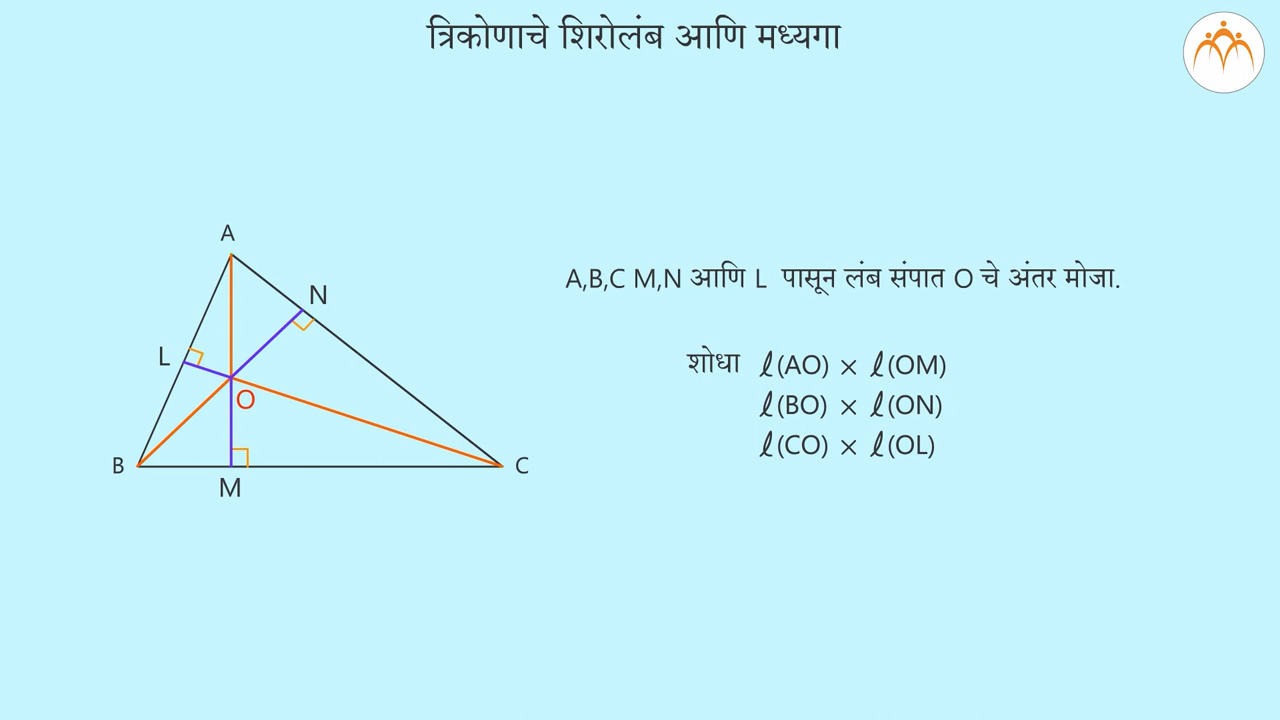 त्रिकोणाचे शिरोलंब आणि मध्यगा
A
N
L
O
B
C
M
A,B,C M,N आणि L पासून लंब संपात O चे अंतर मोजा.
शोधा ℓ(AO) × ℓ(OM)
ℓ(BO) × ℓ(ON)
ℓ(CO) × ℓ(OL)